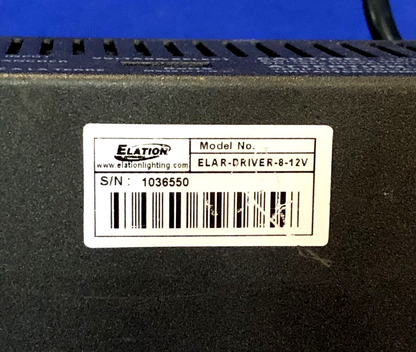 ELATION
www.elationlighting.com
Model No.
ELAR-DRIVER-8-12V
S/N : 1036550